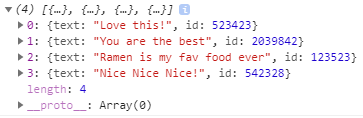 ▼ (4) [{…}, {…}, {…}, {…}] i
▶ 0: {text: "Love this!", id: 523423}
▶ 1: {text: "You are the best", id: 2039842}
▶ 2: {text: "Ramen is my fav food ever", id: 123523}
▶ 3: {text: "Nice Nice Nice!", id: 542328}
length: 4
▶ __proto__: Array(0)